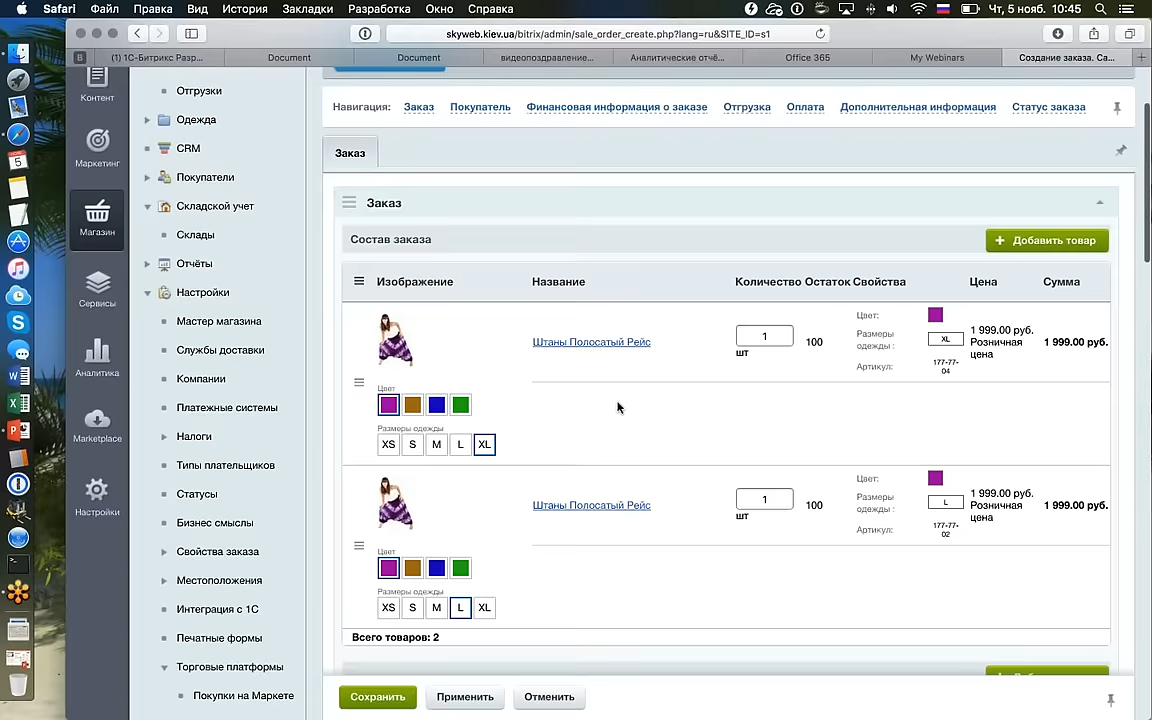 Safari Файл Правка Вид История Закладки Разработка Окно Справка Чт, 5 нояб. 10:45
skyweb.kiev.ua/bitrix/admin/sale_order_create.php?lang=ru&SITE_ID=s1
B (1) 1С-Битрикс Разр... Document Document видеопоздравление... Аналитические отчё... Office 365 My Webinars Создание заказа. Са...
Контент
Маркетинг
Магазин
Сервисы
Аналитика
Marketplace
Настройки
Отгрузки
Одежда
CRM
Покупатели
Складской учет
Склады
Отчёты
Настройки
Мастер магазина
Службы доставки
Компании
Платежные системы
Налоги
Типы плательщиков
Статусы
Бизнес смыслы
Свойства заказа
Местоположения
Интеграция с 1С
Печатные формы
Торговые платформы
Покупки на Маркете
Навигация: Заказ Покупатель Финансовая информация о заказе Отгрузка Оплата Дополнительная информация Статус заказа
Заказ
Заказ
Состав заказа
+ Добавить товар
Изображение Название Количество Остаток Свойства Цена Сумма
Штаны Полосатый Рейс
1
шт
100
Цвет:
Размеры одежды : XL
Артикул: 177-77-04
1 999.00 руб.
Розничная
цена
1 999.00 руб.
Цвет
Размеры одежды
XS S M L XL
Штаны Полосатый Рейс
1
шт
100
Цвет:
Размеры одежды : L
Артикул: 177-77-02
1 999.00 руб.
Розничная
цена
1 999.00 руб.
Цвет
Размеры одежды
XS S M L XL
Всего товаров: 2
Сохранить Применить Отменить